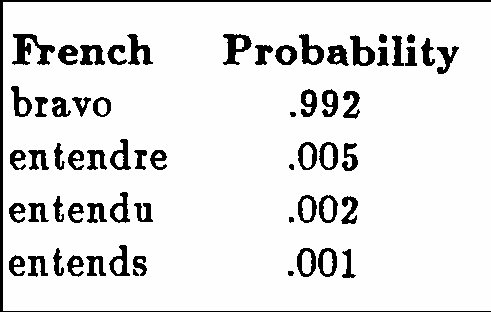 French Probability
bravo .992
entendre .005
entendu .002
entends .001